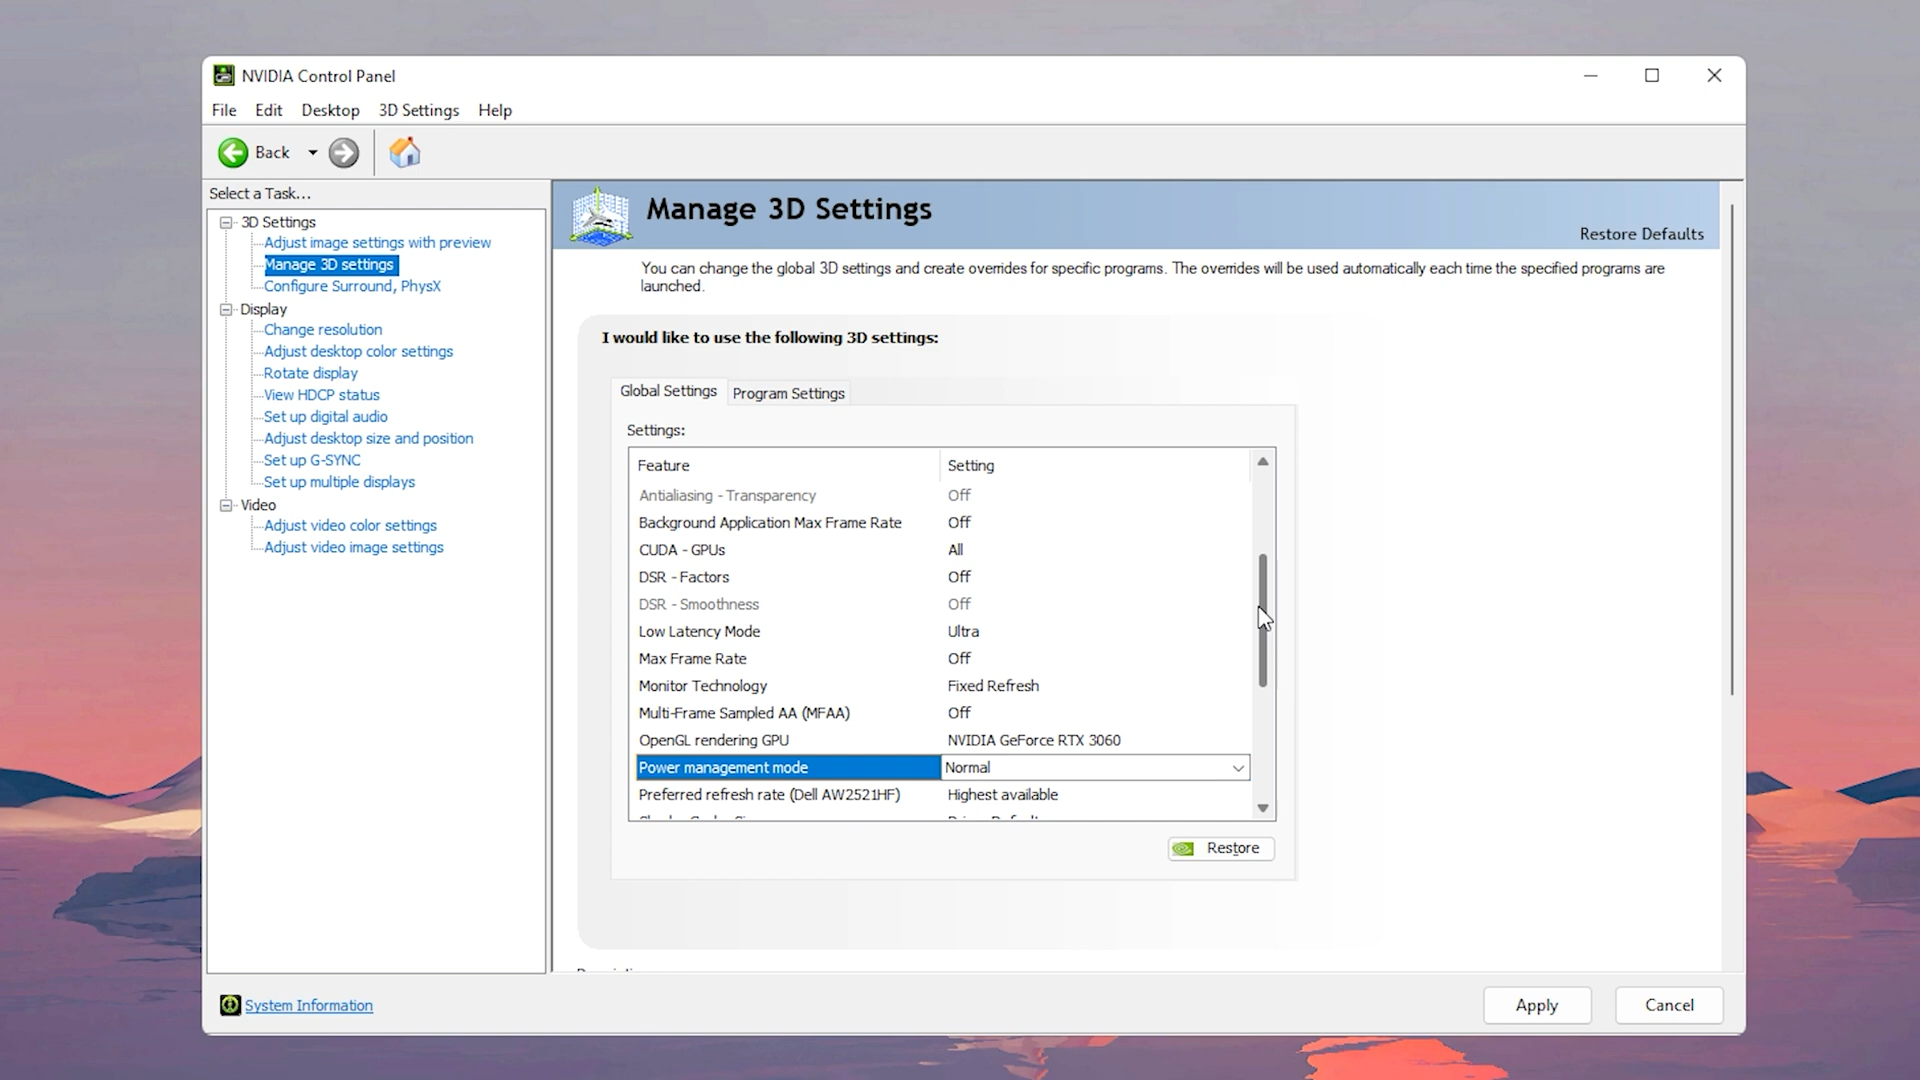 NVIDIA Control Panel
File Edit Desktop 3D Settings Help
Back
Select a Task...
3D Settings
Adjust image settings with preview
Manage 3D settings
Configure Surround, PhysX
Display
Change resolution
Adjust desktop color settings
Rotate display
View HDCP status
Set up digital audio
Adjust desktop size and position
Set up G-SYNC
Set up multiple displays
Video
Adjust video color settings
Adjust video image settings
Manage 3D Settings
Restore Defaults
You can change the global 3D settings and create overrides for specific programs. The overrides will be used automatically each time the specified programs are
launched.
I would like to use the following 3D settings:
Global Settings Program Settings
Settings:
Feature Setting
Antialiasing - Transparency Off
Background Application Max Frame Rate Off
CUDA - GPUs All
DSR - Factors Off
DSR - Smoothness Off
Low Latency Mode Ultra
Max Frame Rate Off
Monitor Technology Fixed Refresh
Multi-Frame Sampled AA (MFAA) Off
OpenGL rendering GPU NVIDIA GeForce RTX 3060
Power management mode Normal
Preferred refresh rate (Dell AW2521HF) Highest available
Restore
System Information
Apply Cancel